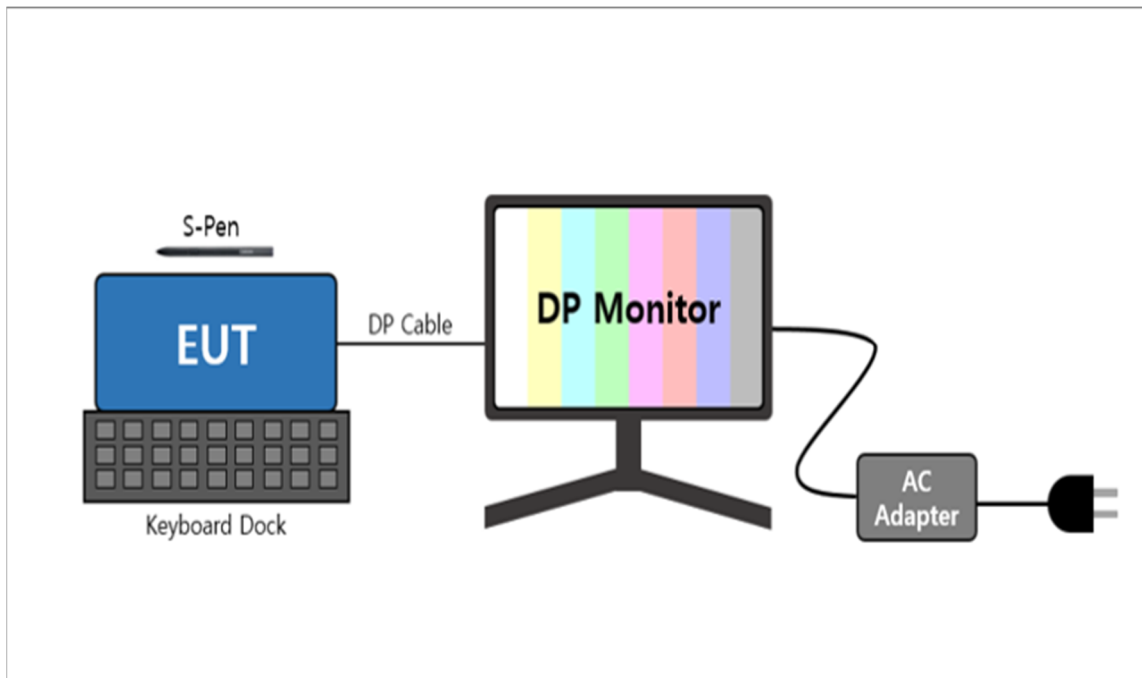 S-Pen
EUT
DP Cable
DP Monitor
Keyboard Dock
AC
Adapter